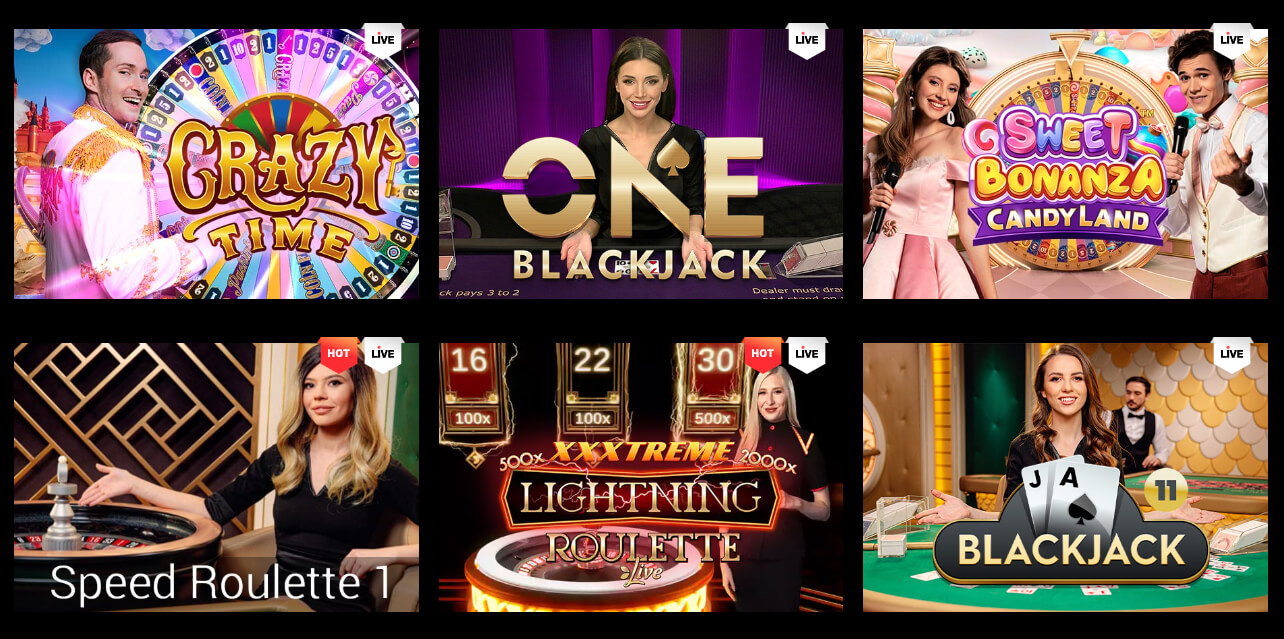 LIVE
CRAZY
TIME
LIVE
ONE
BLACKJACK
ck pays 3 to 2
Dealer must draw
and stand on
LIVE
SWEET
BONANZA™
CANDYLAND
HOT
LIVE
Speed Roulette 1
16 22 30
100x 100x 500x
HOT
LIVE
500x XXXTREME 2000x
LIGHTNING
ROULETTE
Live
LIVE
J A
11
BLACKJACK